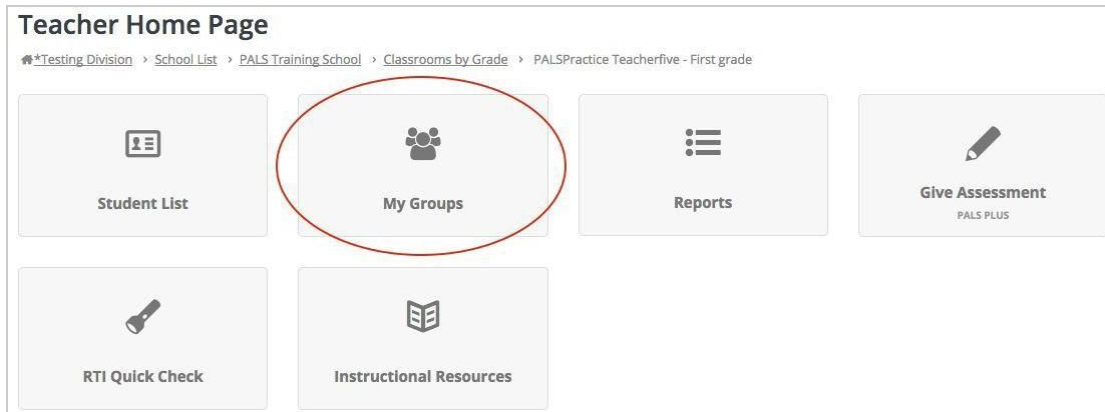 Teacher Home Page
*Testing Division > School List > PALS Training School > Classrooms by Grade > PALSPractice Teacherfive - First grade
Student List
My Groups
Reports
Give Assessment
PALS PLUS
RTI Quick Check
Instructional Resources